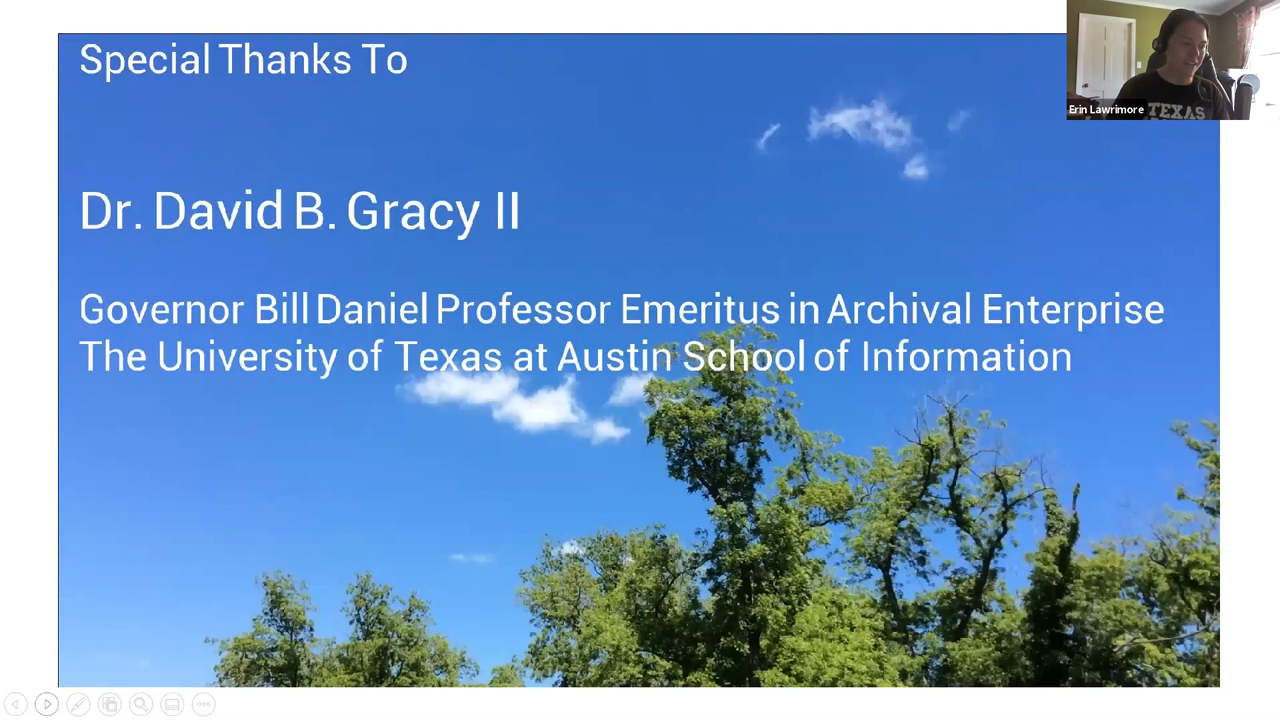 Special Thanks To
Dr. David B. Gracy II
Governor Bill Daniel Professor Emeritus in Archival Enterprise
The University of Texas at Austin School of Information
Erin Lawrimore
TEXAS